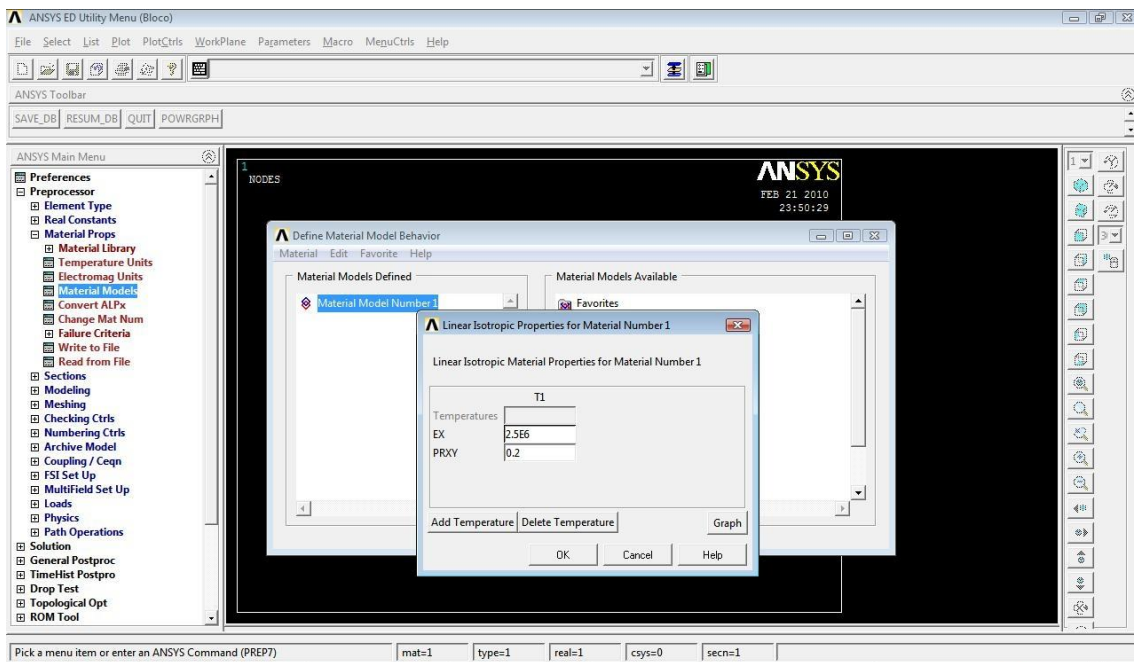 ANSYS ED Utility Menu (Bloco)
File Select List Plot PlotCtrls WorkPlane Parameters Macro MenuCtrls Help
ANSYS Toolbar
SAVE_DB RESUM_DB QUIT POWRGRPH
ANSYS Main Menu
Preferences
Preprocessor
Element Type
Real Constants
Material Props
Material Library
Temperature Units
Electromag Units
Material Models
Convert ALPx
Change Mat Num
Failure Criteria
Write to File
Read from File
Sections
Modeling
Meshing
Checking Ctrls
Numbering Ctrls
Archive Model
Coupling / Ceqn
FSI Set Up
MultiField Set Up
Loads
Physics
Path Operations
Solution
General Postproc
TimeHist Postpro
Drop Test
Topological Opt
ROM Tool
1
NODES
ANSYS
FEB 21 2010
23:50:29
Define Material Model Behavior
Material Edit Favorite Help
Material Models Defined
Material Models Available
Material Model Number 1
Favorites
Linear Isotropic Properties for Material Number 1
Linear Isotropic Material Properties for Material Number 1
T1
Temperatures
EX 2.5E6
PRXY 0.2
Add Temperature Delete Temperature Graph
OK Cancel Help
1
3
Pick a menu item or enter an ANSYS Command (PREP7) mat=1 type=1 real=1 csys=0 secn=1